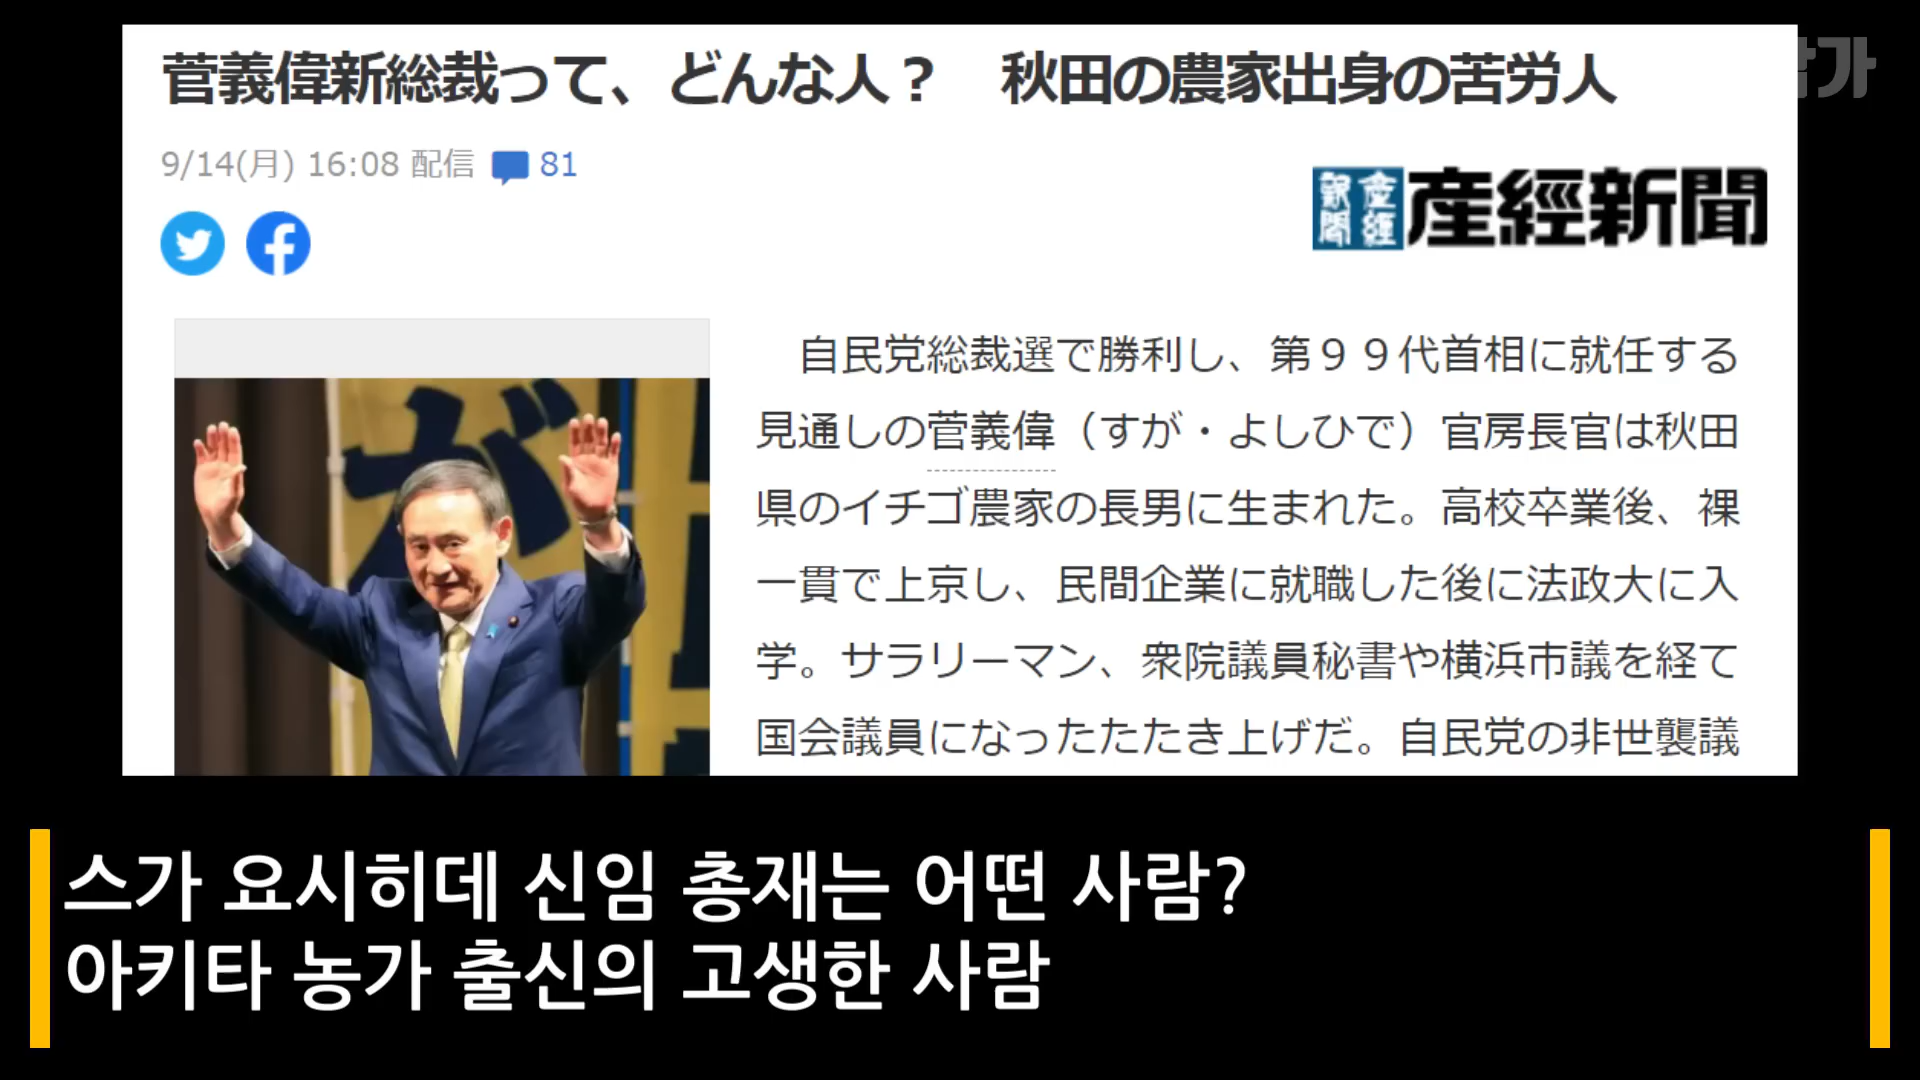 菅義偉新総裁って、どんな人？　秋田の農家出身の苦労人
가
9/14(月) 16:08 配信 81
産経新聞 産經新聞
自民党総裁選で勝利し、第９９代首相に就任する
見通しの菅義偉（すが・よしひで）官房長官は秋田
県のイチゴ農家の長男に生まれた。高校卒業後、裸
一貫で上京し、民間企業に就職した後に法政大に入
学。サラリーマン、衆院議員秘書や横浜市議を経て
国会議員になったたたき上げだ。自民党の非世襲議
が
스가 요시히데 신임 총재는 어떤 사람?
아키타 농가 출신의 고생한 사람